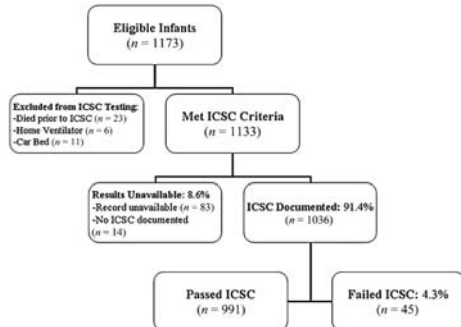 Eligible Infants
(n = 1173)
Excluded from ICSC Testing:
-Died prior to ICSC (n = 23)
-Home Ventilator (n = 6)
-Car Bed (n = 11)
Met ICSC Criteria
(n = 1133)
Results Unavailable: 8.6%
-Record unavailable (n = 83)
-No ICSC documented
(n = 14)
ICSC Documented: 91.4%
(n = 1036)
Passed ICSC
(n = 991)
Failed ICSC: 4.3%
(n = 45)